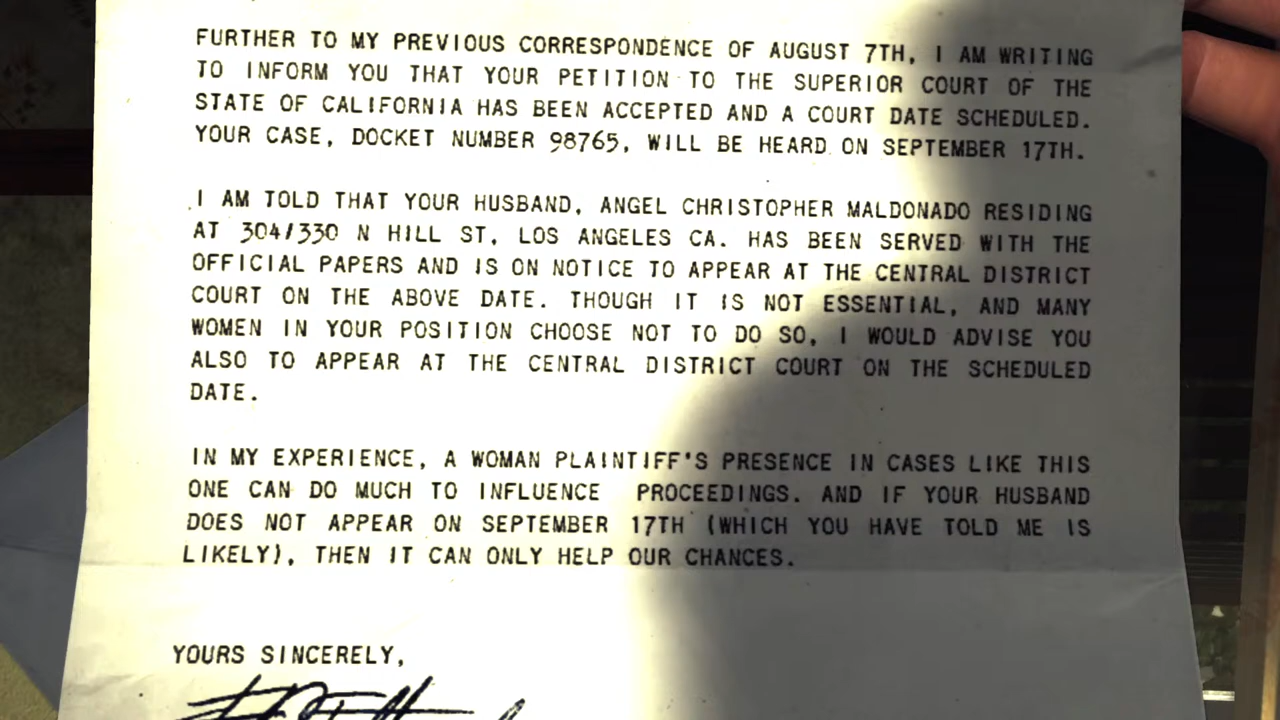 FURTHER TO MY PREVIOUS CORRESPONDENCE OF AUGUST 7TH, I AM WRITING
TO INFORM YOU THAT YOUR PETITION TO THE SUPERIOR COURT OF THE
STATE OF CALIFORNIA HAS BEEN ACCEPTED AND A COURT DATE SCHEDULED.
YOUR CASE, DOCKET NUMBER 98765, WILL BE HEARD ON SEPTEMBER 17TH.
I AM TOLD THAT YOUR HUSBAND, ANGEL CHRISTOPHER MALDONADO RESIDING
AT 304/330 N HILL ST, LOS ANGELES CA. HAS BEEN SERVED WITH THE
OFFICIAL PAPERS AND IS ON NOTICE TO APPEAR AT THE CENTRAL DISTRICT
COURT ON THE ABOVE DATE. THOUGH IT IS NOT ESSENTIAL, AND MANY
WOMEN IN YOUR POSITION CHOOSE NOT TO DO SO, I WOULD ADVISE YOU
ALSO TO APPEAR AT THE CENTRAL DISTRICT COURT ON THE SCHEDULED
DATE.
IN MY EXPERIENCE, A WOMAN PLAINTIFF'S PRESENCE IN CASES LIKE THIS
ONE CAN DO MUCH TO INFLUENCE PROCEEDINGS. AND IF YOUR HUSBAND
DOES NOT APPEAR ON SEPTEMBER 17TH (WHICH YOU HAVE TOLD ME IS
LIKELY), THEN IT CAN ONLY HELP OUR CHANCES.
YOURS SINCERELY,